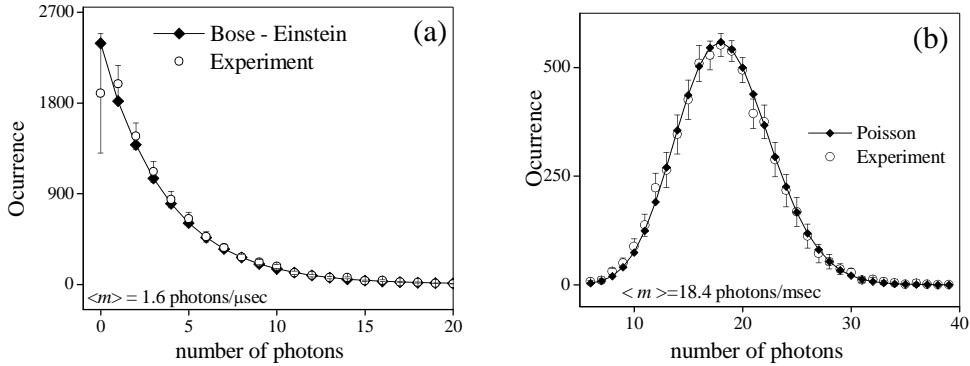 2700
(a)
Bose - Einstein
Experiment
1800
900
0
Ocurrence
<m> = 1.6 photons/μsec
0 5 10 15 20
number of photons
(b)
500
Poisson
Experiment
250
0
Ocurrence
< m >=18.4 photons/msec
10 20 30 40
number of photons